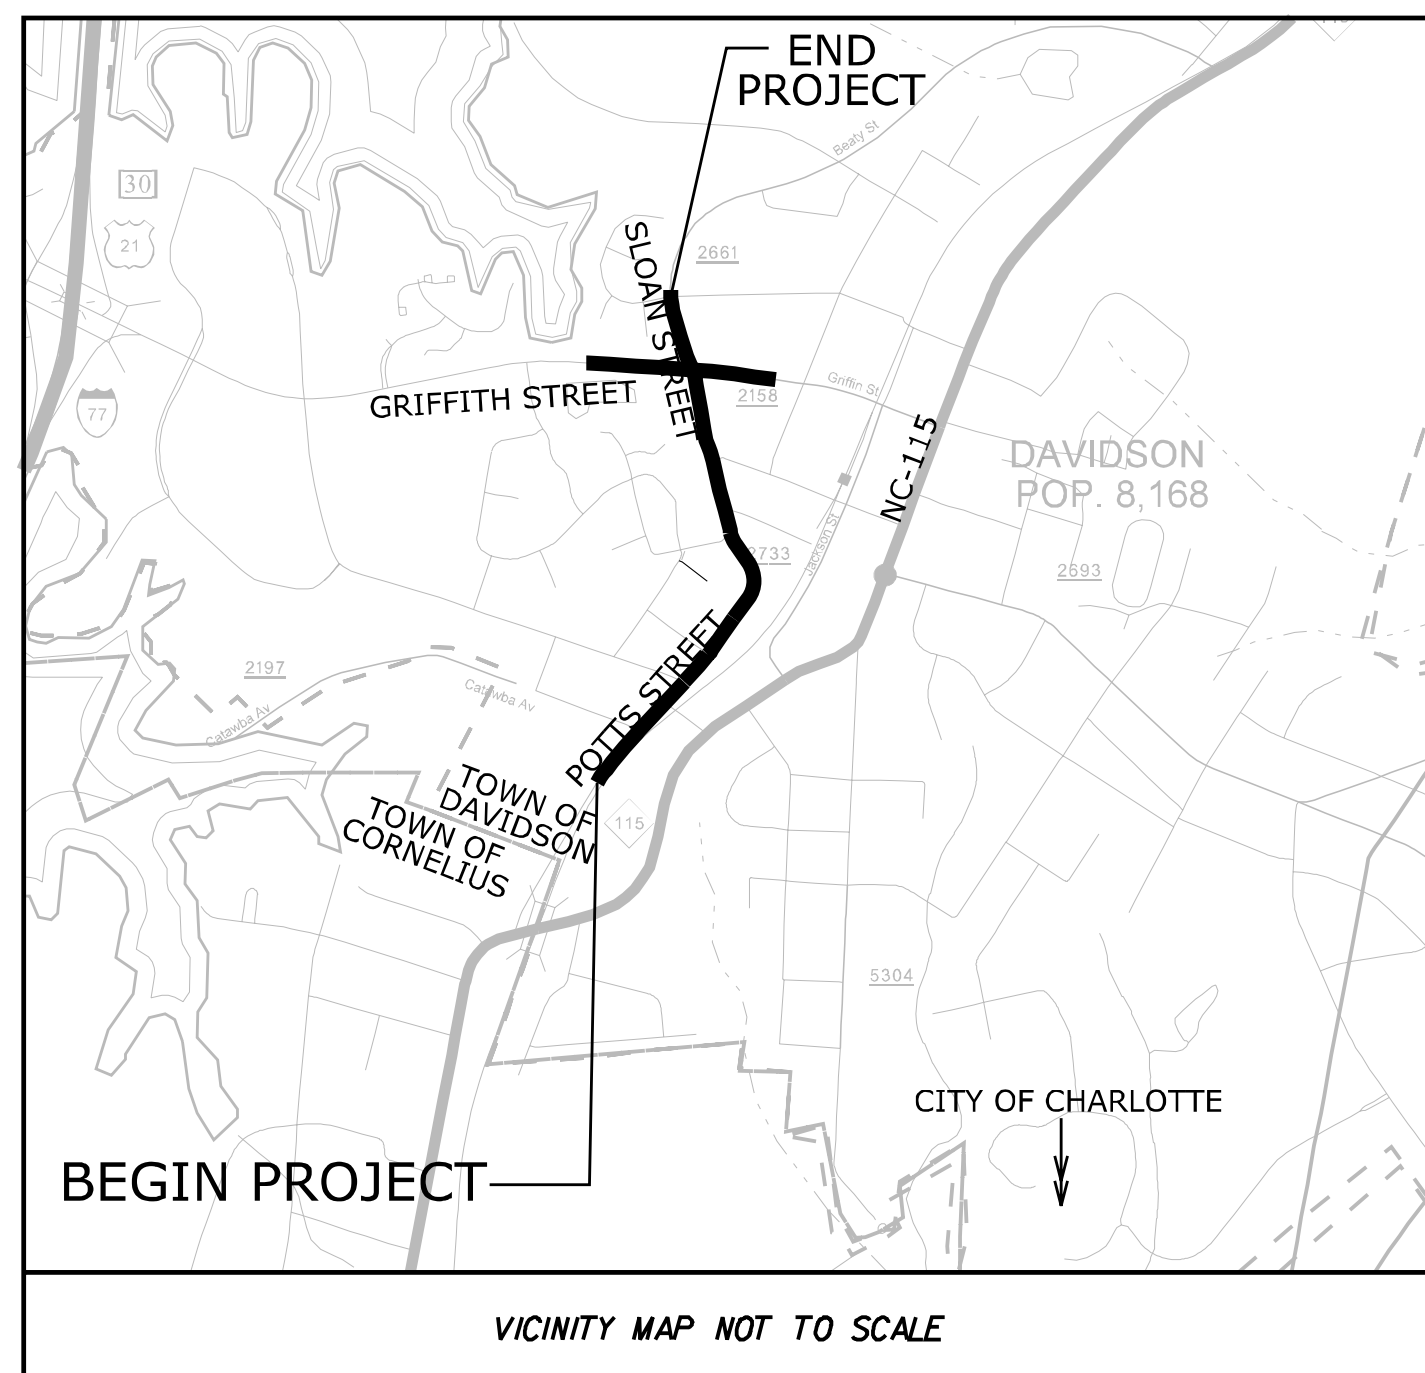 END
PROJECT
Beaty St
30
21
2661
SLOAN STREET
77
GRIFFITH STREET
Griffin St
2158
NC-115
DAVIDSON
POP. 8,168
Jackson St
2733
2693
2197
Catawba Av
Catawba Av
POTTS STREET
TOWN OF
DAVIDSON
TOWN OF
CORNELIUS
115
5304
CITY OF CHARLOTTE
BEGIN PROJECT
VICINITY MAP NOT TO SCALE